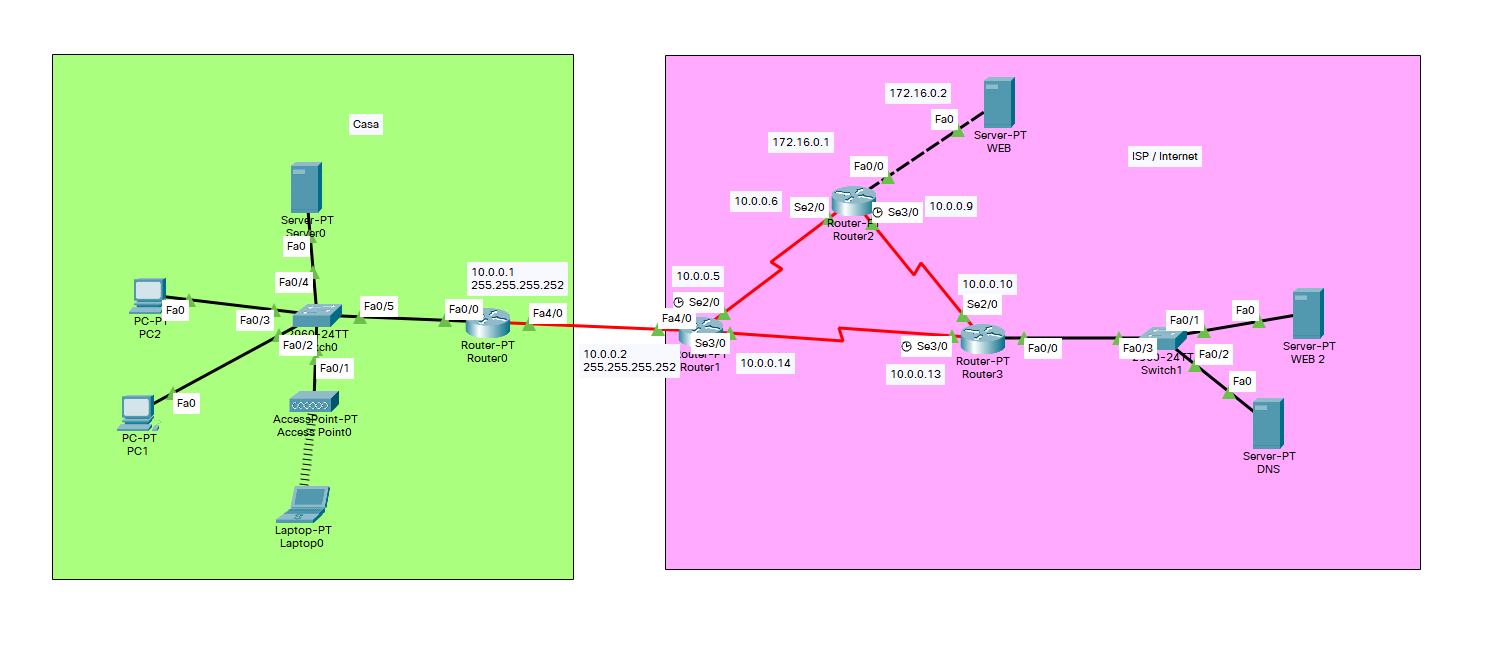 Casa
Server-PT
Server0
Fa0
Fa0/4
PC2
Fa0
Fa0/3
Fa0/2
Fa0/5
Fa0/1
Fa0
PC-PT
PC1
AccessPoint-PT
Access Point0
Laptop-PT
Laptop0
10.0.0.1
255.255.255.252
Fa0/0
Fa4/0
Router-PT
Router0
ISP / Internet
172.16.0.2
Fa0
Server-PT
WEB
172.16.0.1
Fa0/0
10.0.0.6
Se2/0
Se3/0
10.0.0.9
Router2
10.0.0.5
Se2/0
Fa4/0
Se3/0
Router1
10.0.0.2
255.255.255.252
10.0.0.14
10.0.0.10
Se2/0
Se3/0
10.0.0.13
Router-PT
Router3
Fa0/0
Fa0/3
Fa0/1
Fa0/2
Switch1
Fa0
Server-PT
WEB 2
Fa0
Server-PT
DNS